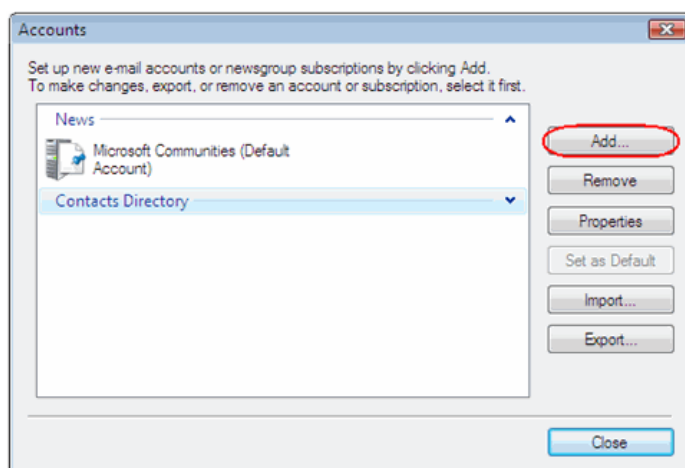 Accounts
Set up new e-mail accounts or newsgroup subscriptions by clicking Add.
To make changes, export, or remove an account or subscription, select it first.
News
Microsoft Communities (Default
Account)
Contacts Directory
Add...
Remove
Properties
Set as Default
Import...
Export...
Close